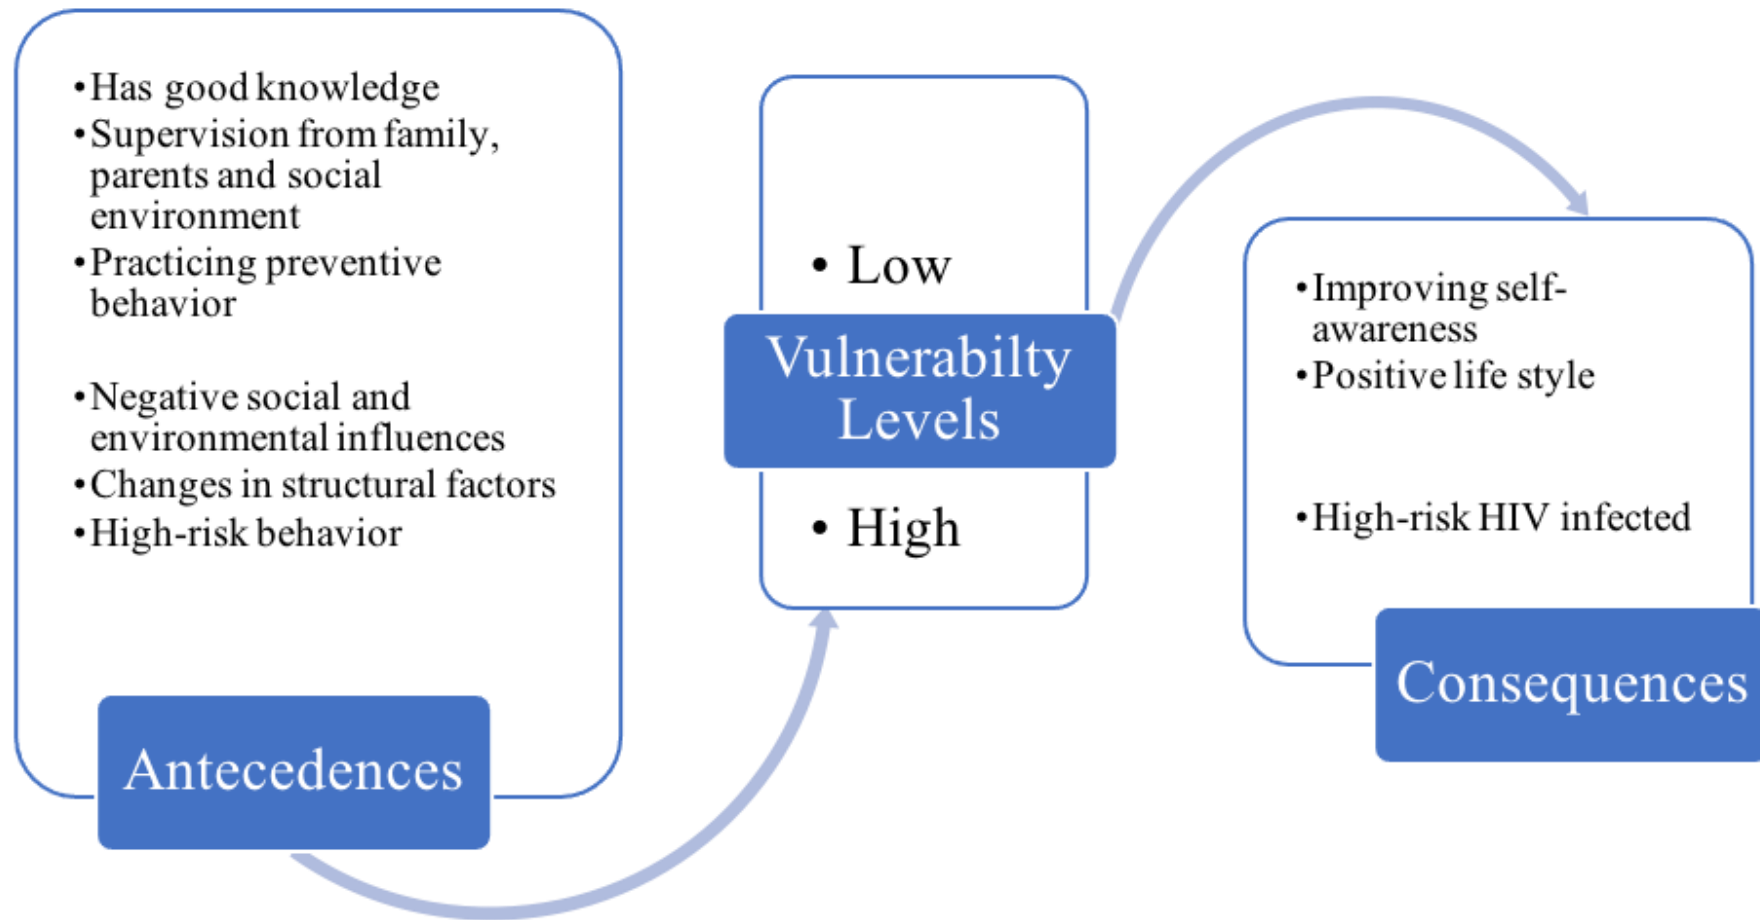 •Has good knowledge
•Supervision from family,
parents and social
environment
•Practicing preventive
behavior
•Negative social and
environmental influences
•Changes in structural factors
•High-risk behavior
Antecedences
• Low
Vulnerabilty
Levels
• High
•Improving self-
awareness
•Positive life style
•High-risk HIV infected
Consequences